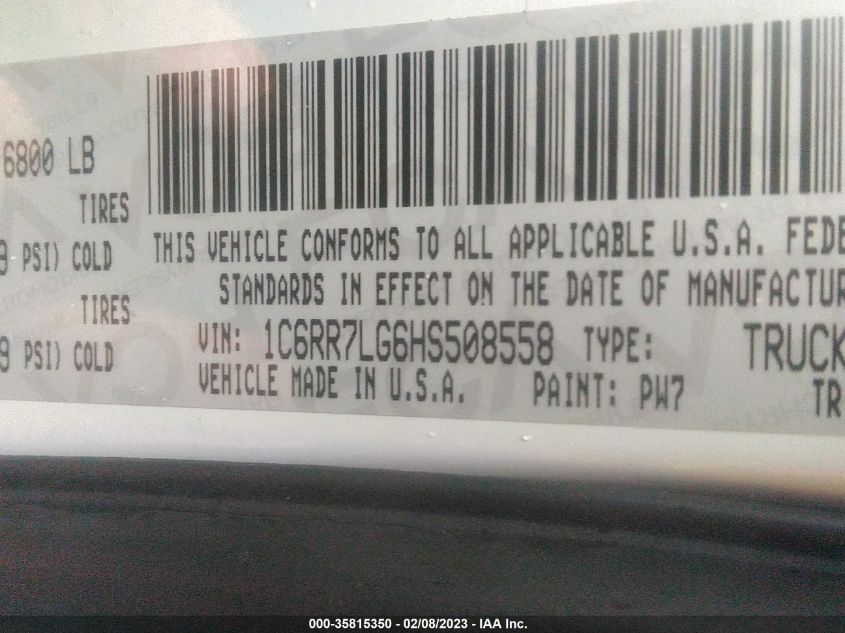 6800 LB
TIRES
PSI) COLD
THIS VEHICLE CONFORMS TO ALL APPLICABLE U.S.A. FEDE
STANDARDS IN EFFECT ON THE DATE OF MANUFACTUR
TIRES
9 PSI) COLD
VIN: 1C6RR7LG6HS508558 TYPE: TRUCK
VEHICLE MADE IN U.S.A. PAINT: PW7 TR
000-35815350 - 02/08/2023 - IAA Inc.